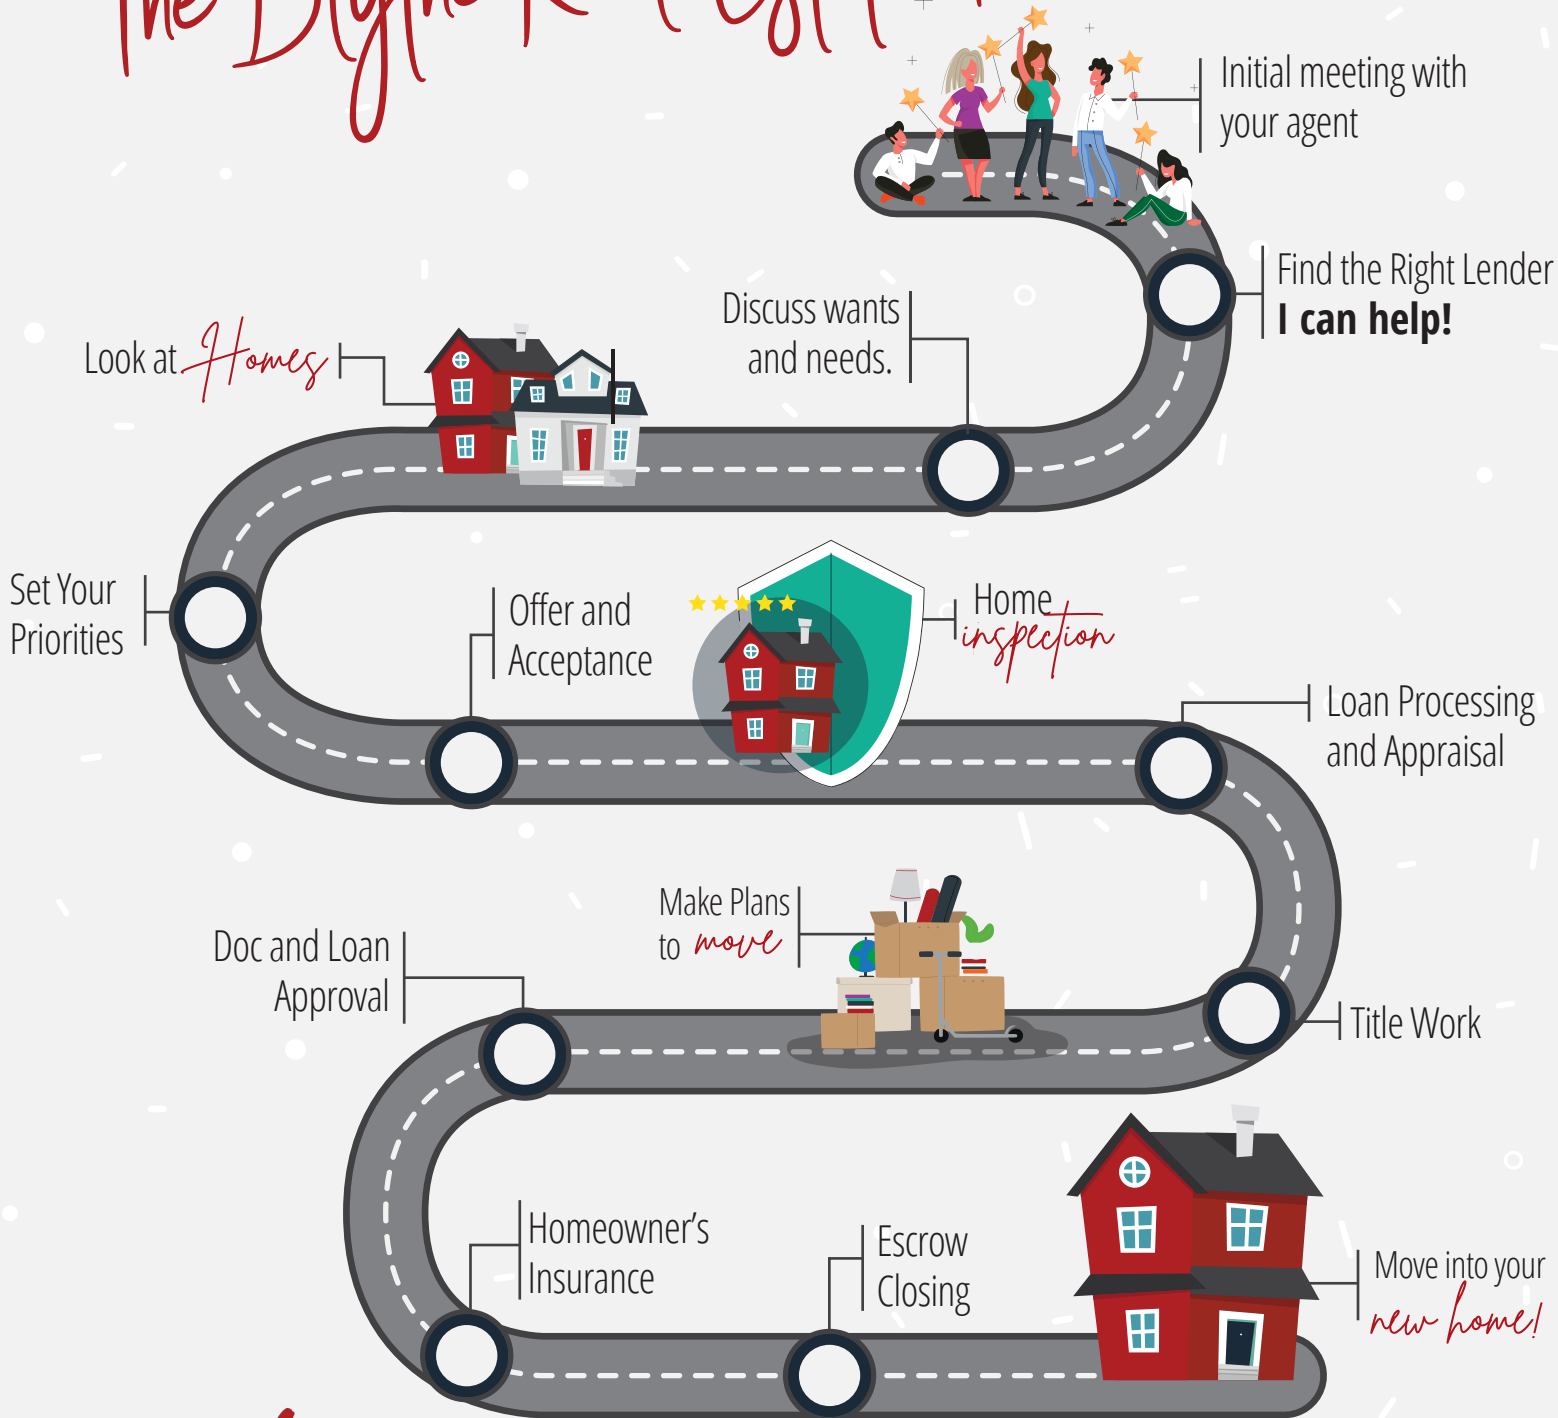 The
Initial meeting with
your agent
Find the Right Lender
I can help!
Discuss wants
and needs.
Look at Homes
Set Your
Priorities
Offer and
Acceptance
Home
inspection
Loan Processing
and Appraisal
Title Work
Make Plans
to move
Doc and Loan
Approval
Homeowner’s
Insurance
Escrow
Closing
Move into your
new home!